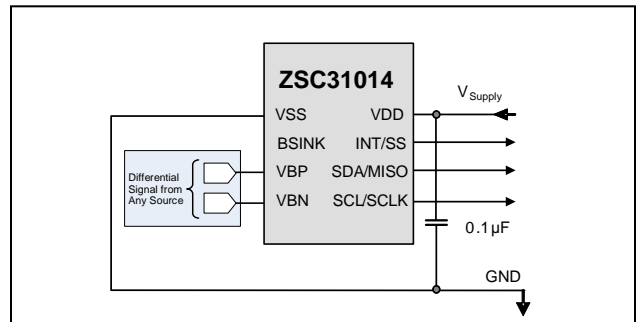 ZSC31014
VSS
VDD
V Supply
BSINK
INT/SS
Differential
Signal from
Any Source
VBP
SDA/MISO
VBN
SCL/SCLK
0.1µF
GND